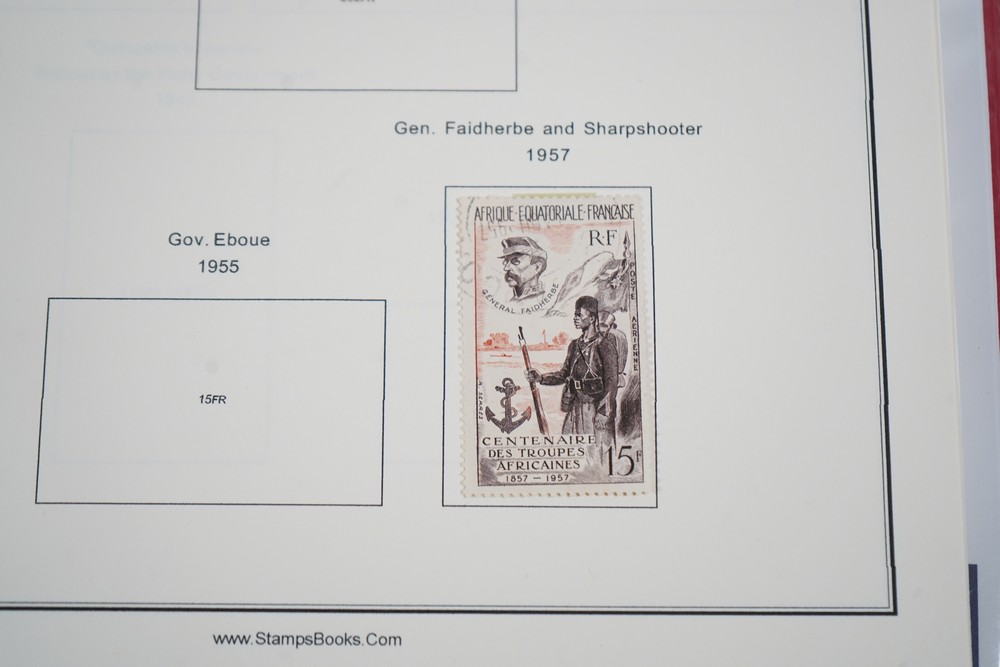 Gen. Faidherbe and Sharpshooter
1957
Gov. Eboue
1955
15FR
AFRIQUE·EQUATORIALE·FRANÇAISE
RF
GÉNÉRAL FAIDHERBE
POSTE AERIENNE
CENTENAIRE
DES TROUPES
AFRICAINES
1857 — 1957
15F
www.StampsBooks.Com